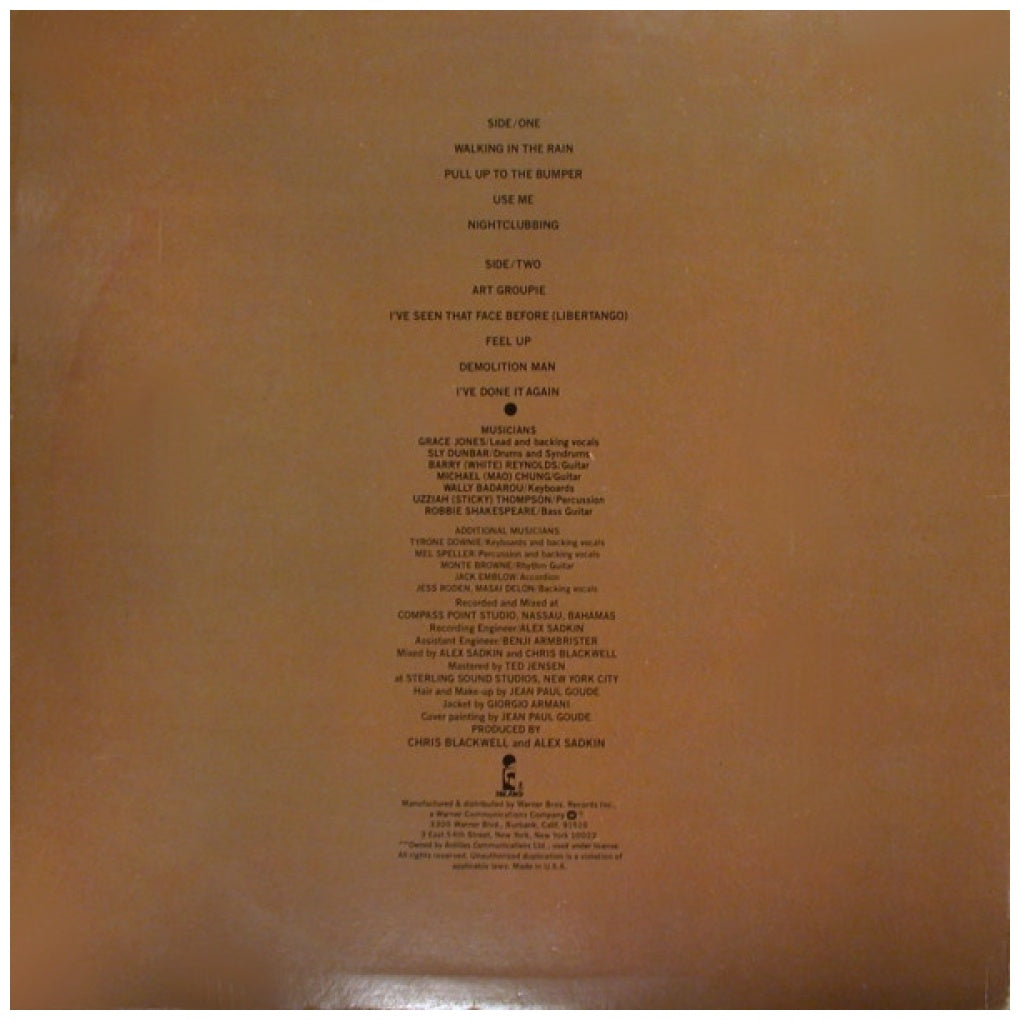 SIDE/ONE
WALKING IN THE RAIN
PULL UP TO THE BUMPER
USE ME
NIGHTCLUBBING
SIDE/TWO
ART GROUPIE
I'VE SEEN THAT FACE BEFORE (LIBERTANGO)
FEEL UP
DEMOLITION MAN
I'VE DONE IT AGAIN
MUSICIANS
GRACE JONES/Lead and backing vocals
SLY DUNBAR/Drums and Syndrums
BARRY (WHITE) REYNOLDS/Guitar
MICHAEL (MAO) CHUNG/Guitar
WALLY BADAROU/Keyboards
UZZIAH (STICKY) THOMPSON/Percussion
ROBBIE SHAKESPEARE/Bass Guitar
ADDITIONAL MUSICIANS
TYRONE DOWNIE/Keyboards and backing vocals
MEL SPELLER/Percussion and backing vocals
MONTE BROWNE/Rhythm Guitar
JACK EMBLOW/Accordion
JESS RODEN, MASAI DELON/Backing vocals
Recorded and Mixed at
COMPASS POINT STUDIO, NASSAU, BAHAMAS
Recording Engineer/ALEX SADKIN
Assistant Engineer/BENJI ARMBRISTER
Mixed by ALEX SADKIN and CHRIS BLACKWELL
Mastered by TED JENSEN
at STERLING SOUND STUDIOS, NEW YORK CITY
Hair and Make-up by JEAN PAUL GOUDE
Jacket by GIORGIO ARMANI
Cover painting by JEAN PAUL GOUDE
PRODUCED BY
CHRIS BLACKWELL and ALEX SADKIN
ISLAND
Manufactured & distributed by Warner Bros. Records Inc.,
a Warner Communications Company
3300 Warner Blvd., Burbank, Calif. 91510
3 East 54th Street, New York, New York 10022
Owned by Antilles Communications Ltd., used under license
All rights reserved. Unauthorized duplication is a violation of
applicable laws. Made in U.S.A.